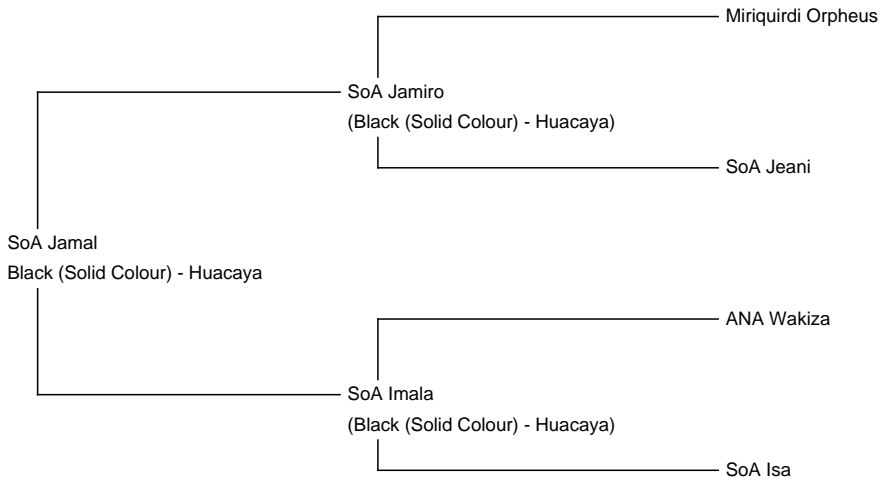 Miriquirdi Orpheus
SoA Jamiro
(Black (Solid Colour) - Huacaya)
SoA Jeani
SoA Jamal
Black (Solid Colour) - Huacaya
ANA Wakiza
SoA Imala
(Black (Solid Colour) - Huacaya)
SoA Isa